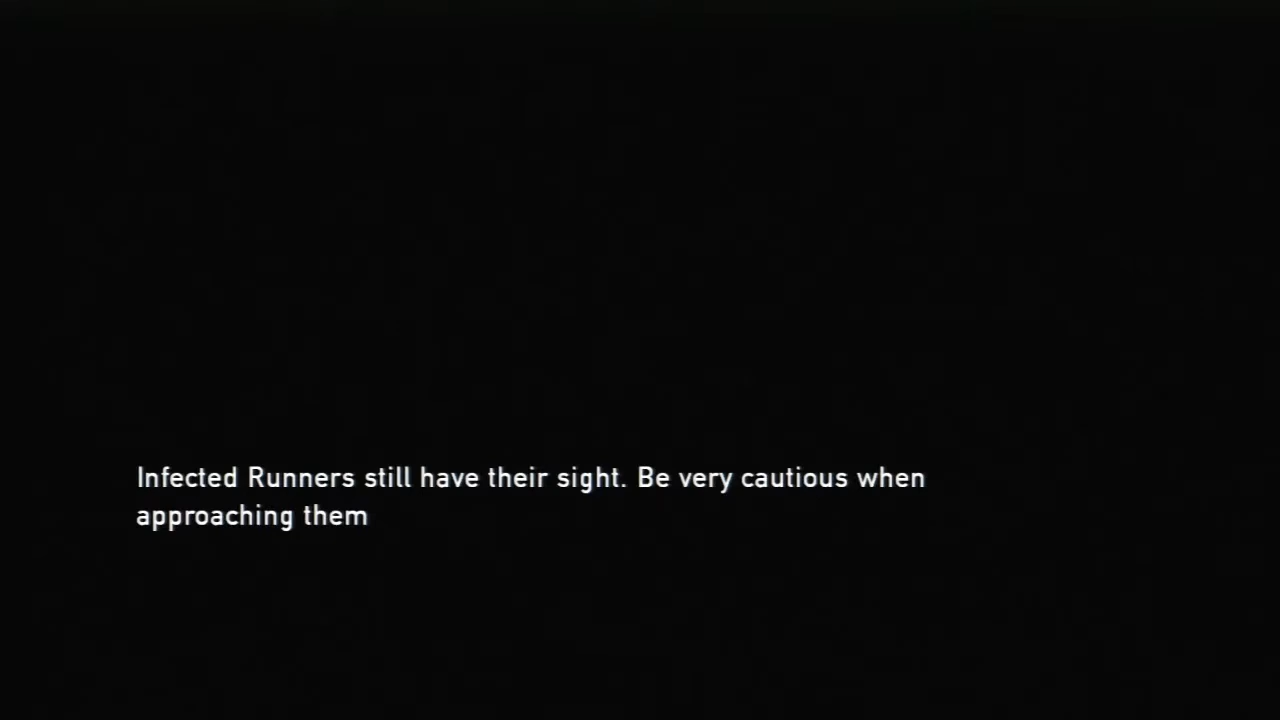 Infected Runners still have their sight. Be very cautious when
approaching them